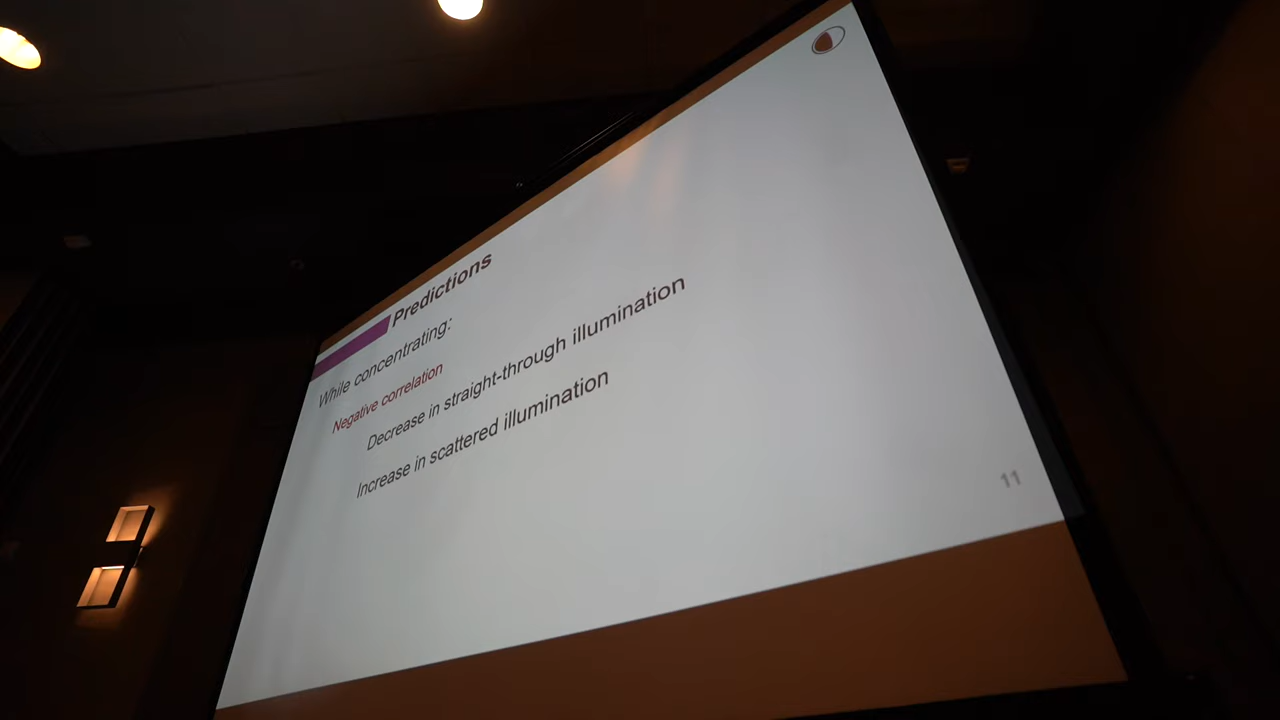 Predictions
While concentrating:
Negative correlation
Decrease in straight-through illumination
Increase in scattered illumination
11